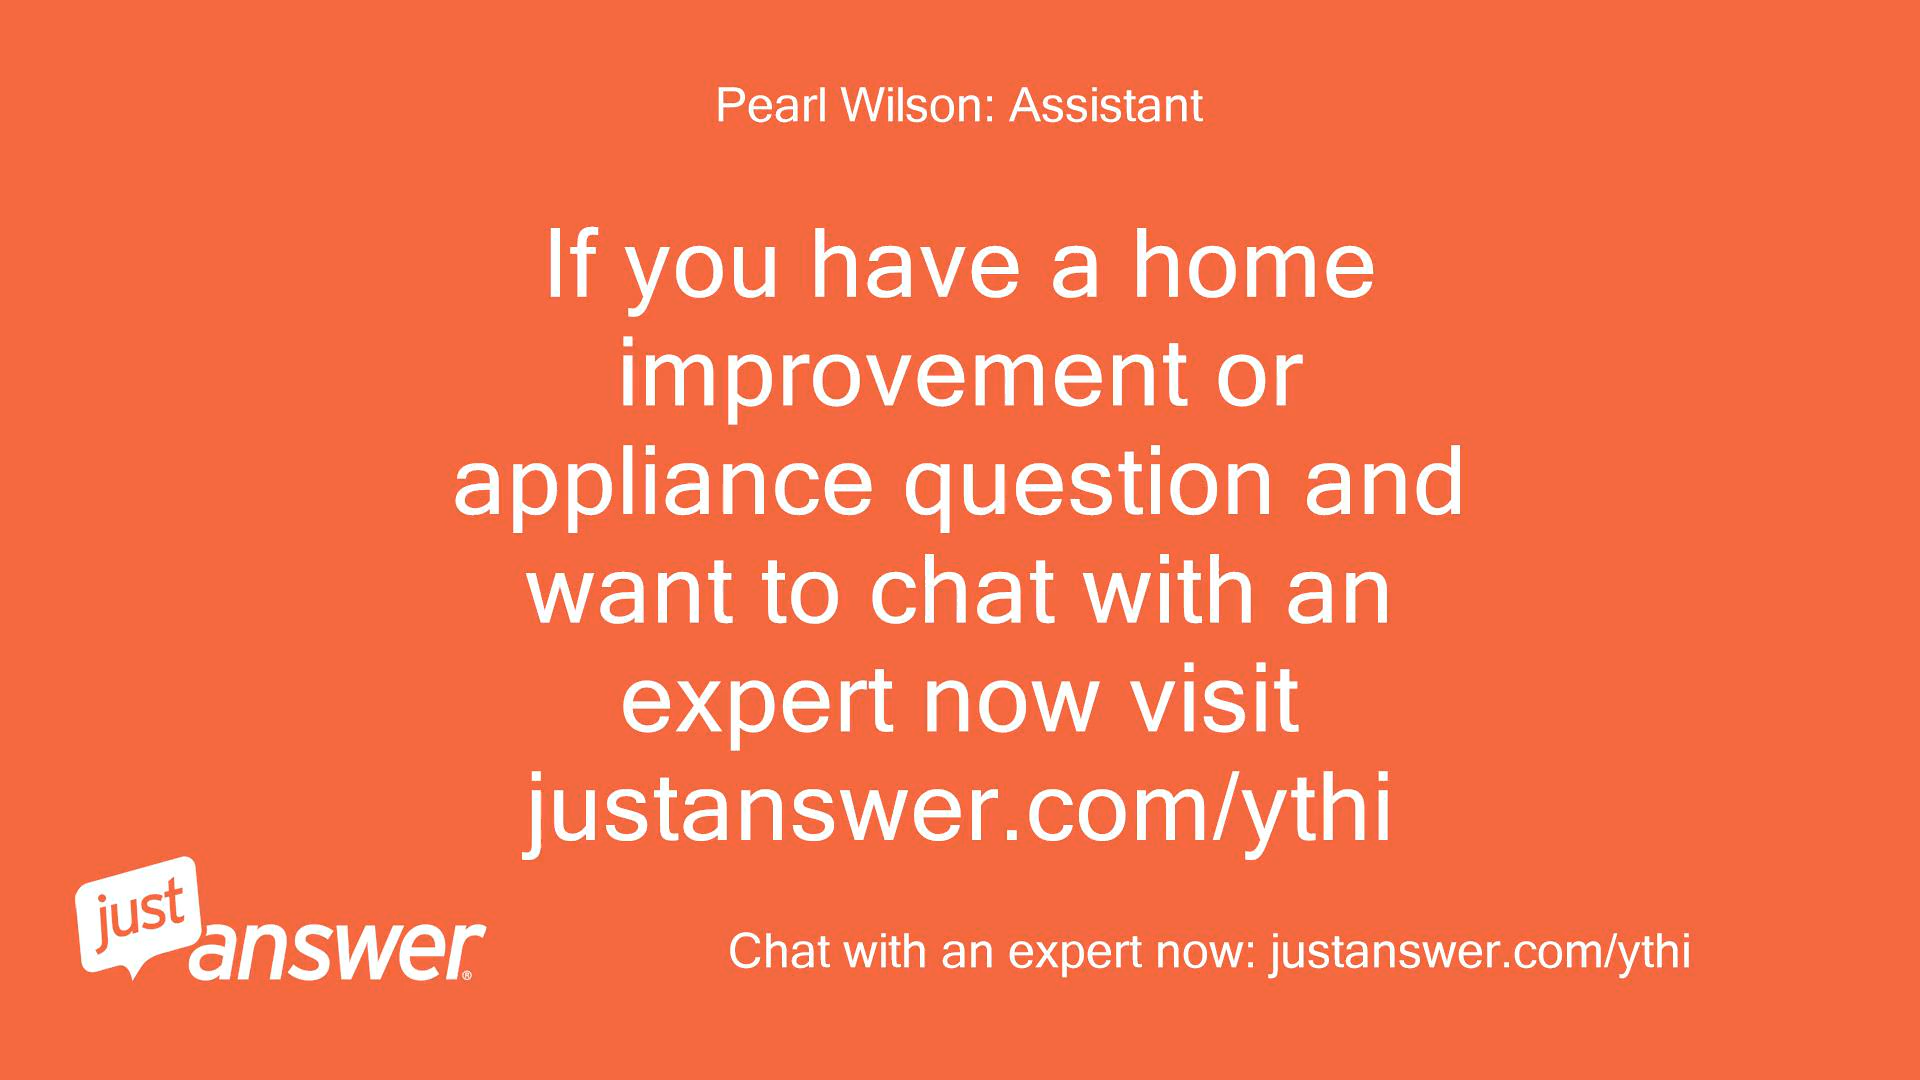 Pearl Wilson: Assistant
If you have a home
improvement or
appliance question and
want to chat with an
expert now visit
justanswer.com/ythi
just
answer®
Chat with an expert now: justanswer.com/ythi